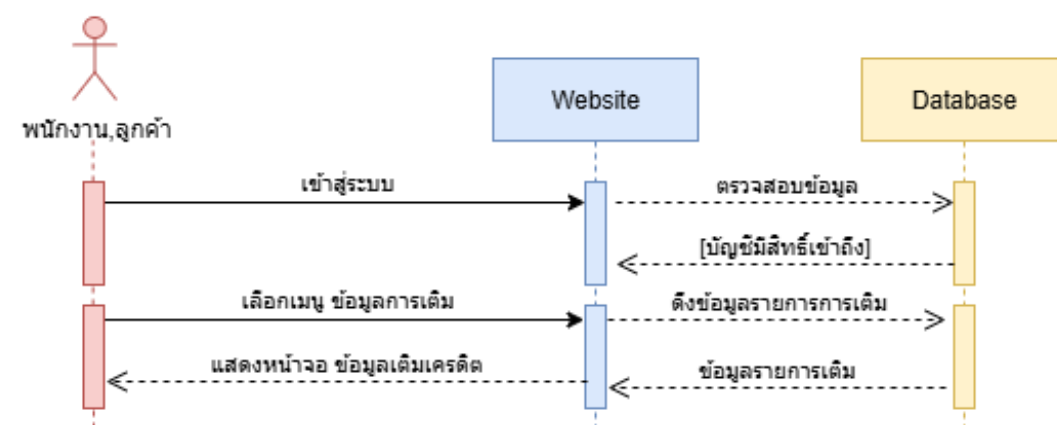 Website
Database
พนักงาน,ลูกค้า
เข้าสู่ระบบ
ตรวจสอบข้อมูล
[บัญชีมีสิทธิ์เข้าถึง]
เลือกเมนู ข้อมูลการเติม
ดึงข้อมูลรายการการเติม
แสดงหน้าจอ ข้อมูลเติมเครดิต
ข้อมูลรายการเติม